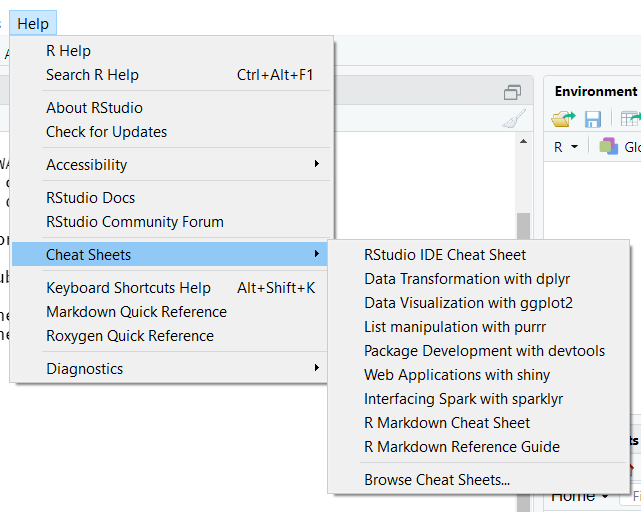 Help
R Help
Search R Help Ctrl+Alt+F1
About RStudio
Check for Updates
Accessibility
RStudio Docs
RStudio Community Forum
Cheat Sheets
Keyboard Shortcuts Help Alt+Shift+K
Markdown Quick Reference
Roxygen Quick Reference
Diagnostics
RStudio IDE Cheat Sheet
Data Transformation with dplyr
Data Visualization with ggplot2
List manipulation with purrr
Package Development with devtools
Web Applications with shiny
Interfacing Spark with sparklyr
R Markdown Cheat Sheet
R Markdown Reference Guide
Browse Cheat Sheets...
Environment
R
Home